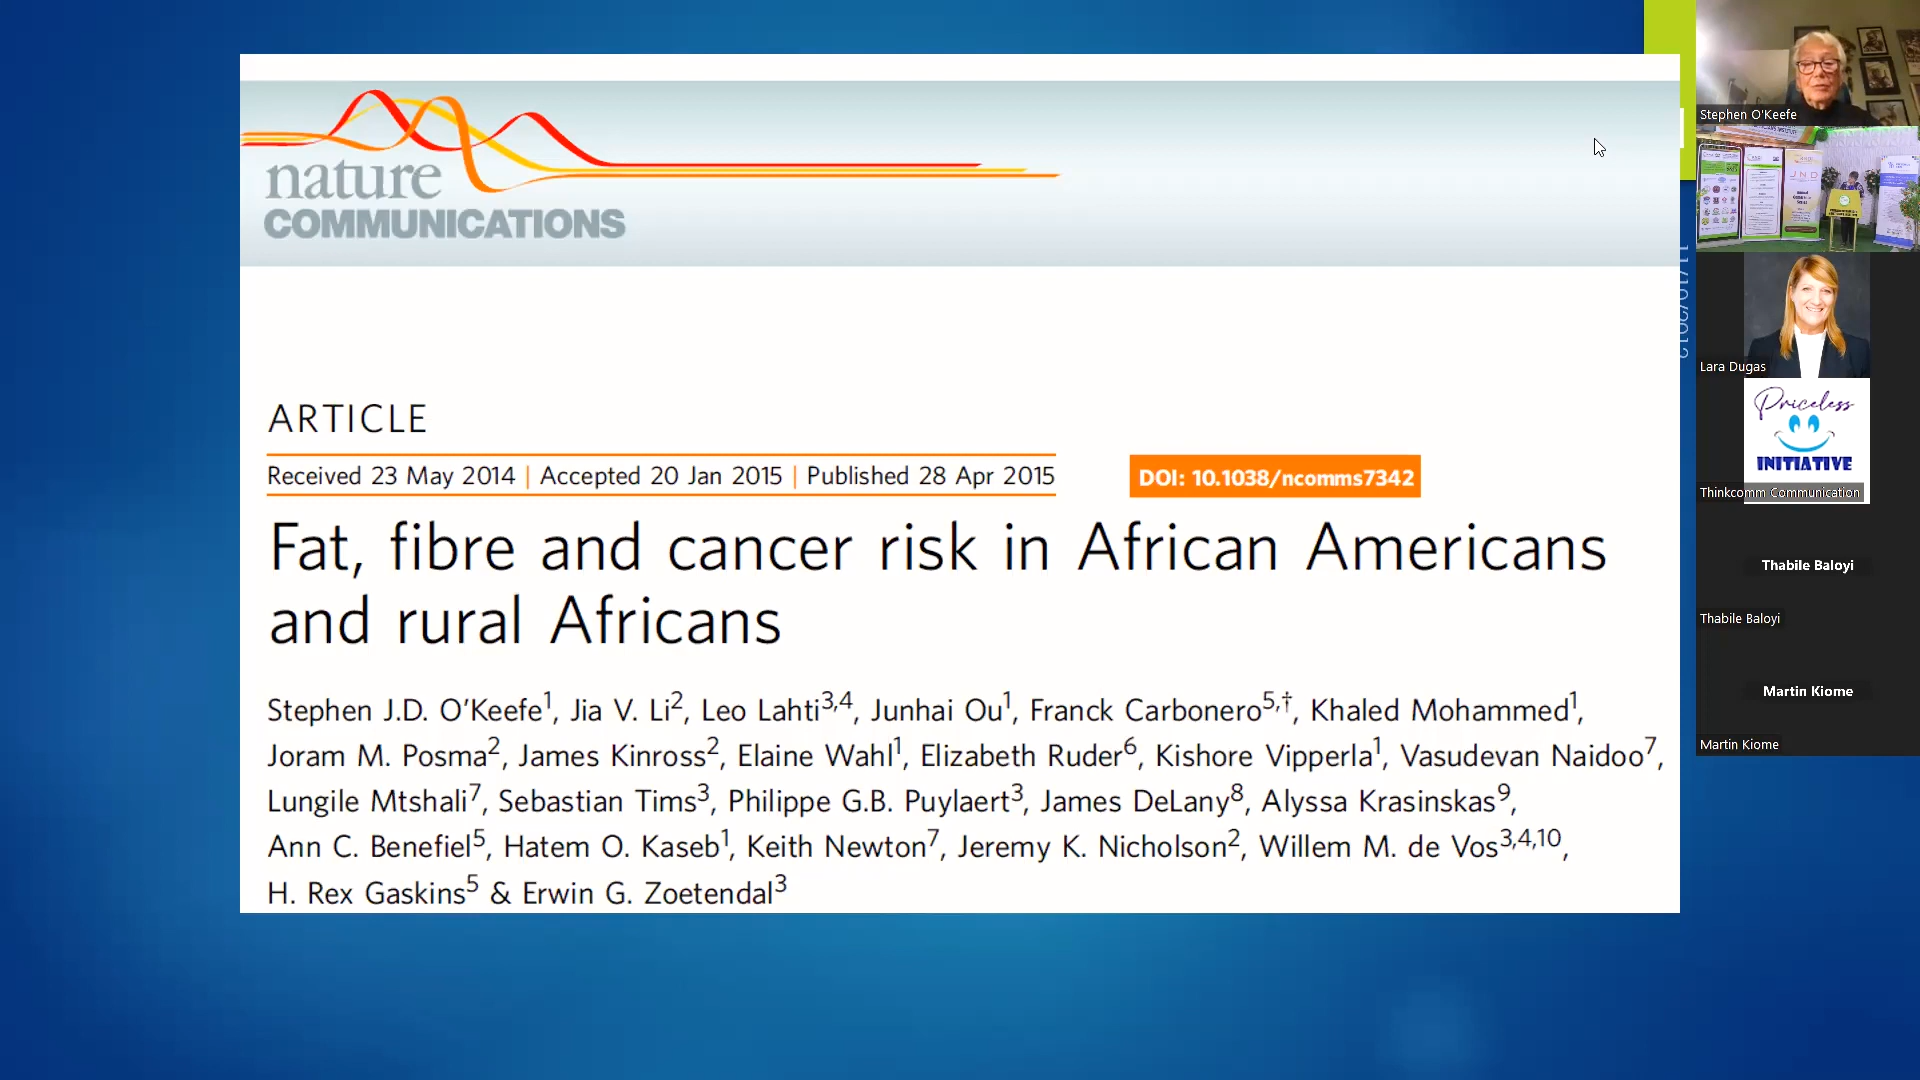 nature
COMMUNICATIONS
ARTICLE
Received 23 May 2014 | Accepted 20 Jan 2015 | Published 28 Apr 2015
DOI: 10.1038/ncomms7342
Fat, fibre and cancer risk in African Americans
and rural Africans
Stephen J.D. O’Keefe1, Jia V. Li2, Leo Lahti3,4, Junhai Ou1, Franck Carbonero5,†, Khaled Mohammed1,
Joram M. Posma2, James Kinross2, Elaine Wahl1, Elizabeth Ruder6, Kishore Vipperla1, Vasudevan Naidoo7,
Lungile Mtshali7, Sebastian Tims3, Philippe G.B. Puylaert3, James DeLany8, Alyssa Krasinskas9,
Ann C. Benefiel5, Hatem O. Kaseb1, Keith Newton7, Jeremy K. Nicholson2, Willem M. de Vos3,4,10,
H. Rex Gaskins5 & Erwin G. Zoetendal3
Stephen O'Keefe
JND
Lara Dugas
Priceless
INITIATIVE
Thinkcomm Communication
Thabile Baloyi
Thabile Baloyi
Martin Kiome
Martin Kiome